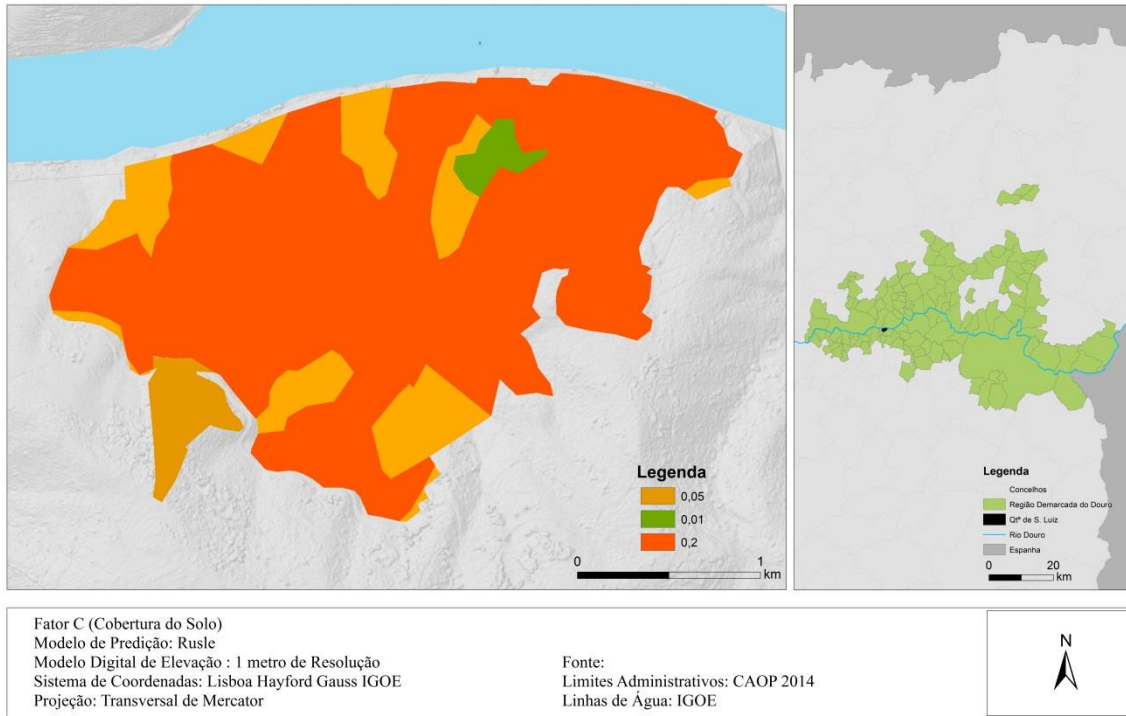 Legenda
0,05
0,01
0,2
0 1
km
Legenda
Concelhos
Região Demarcada do Douro
Qtª de S. Luiz
Rio Douro
Espanha
0 20
km
Fator C (Cobertura do Solo)
Modelo de Predição: Rusle
Modelo Digital de Elevação : 1 metro de Resolução
Sistema de Coordenadas: Lisboa Hayford Gauss IGOE
Projeção: Transversal de Mercator
Fonte:
Limites Administrativos: CAOP 2014
Linhas de Água: IGOE
N